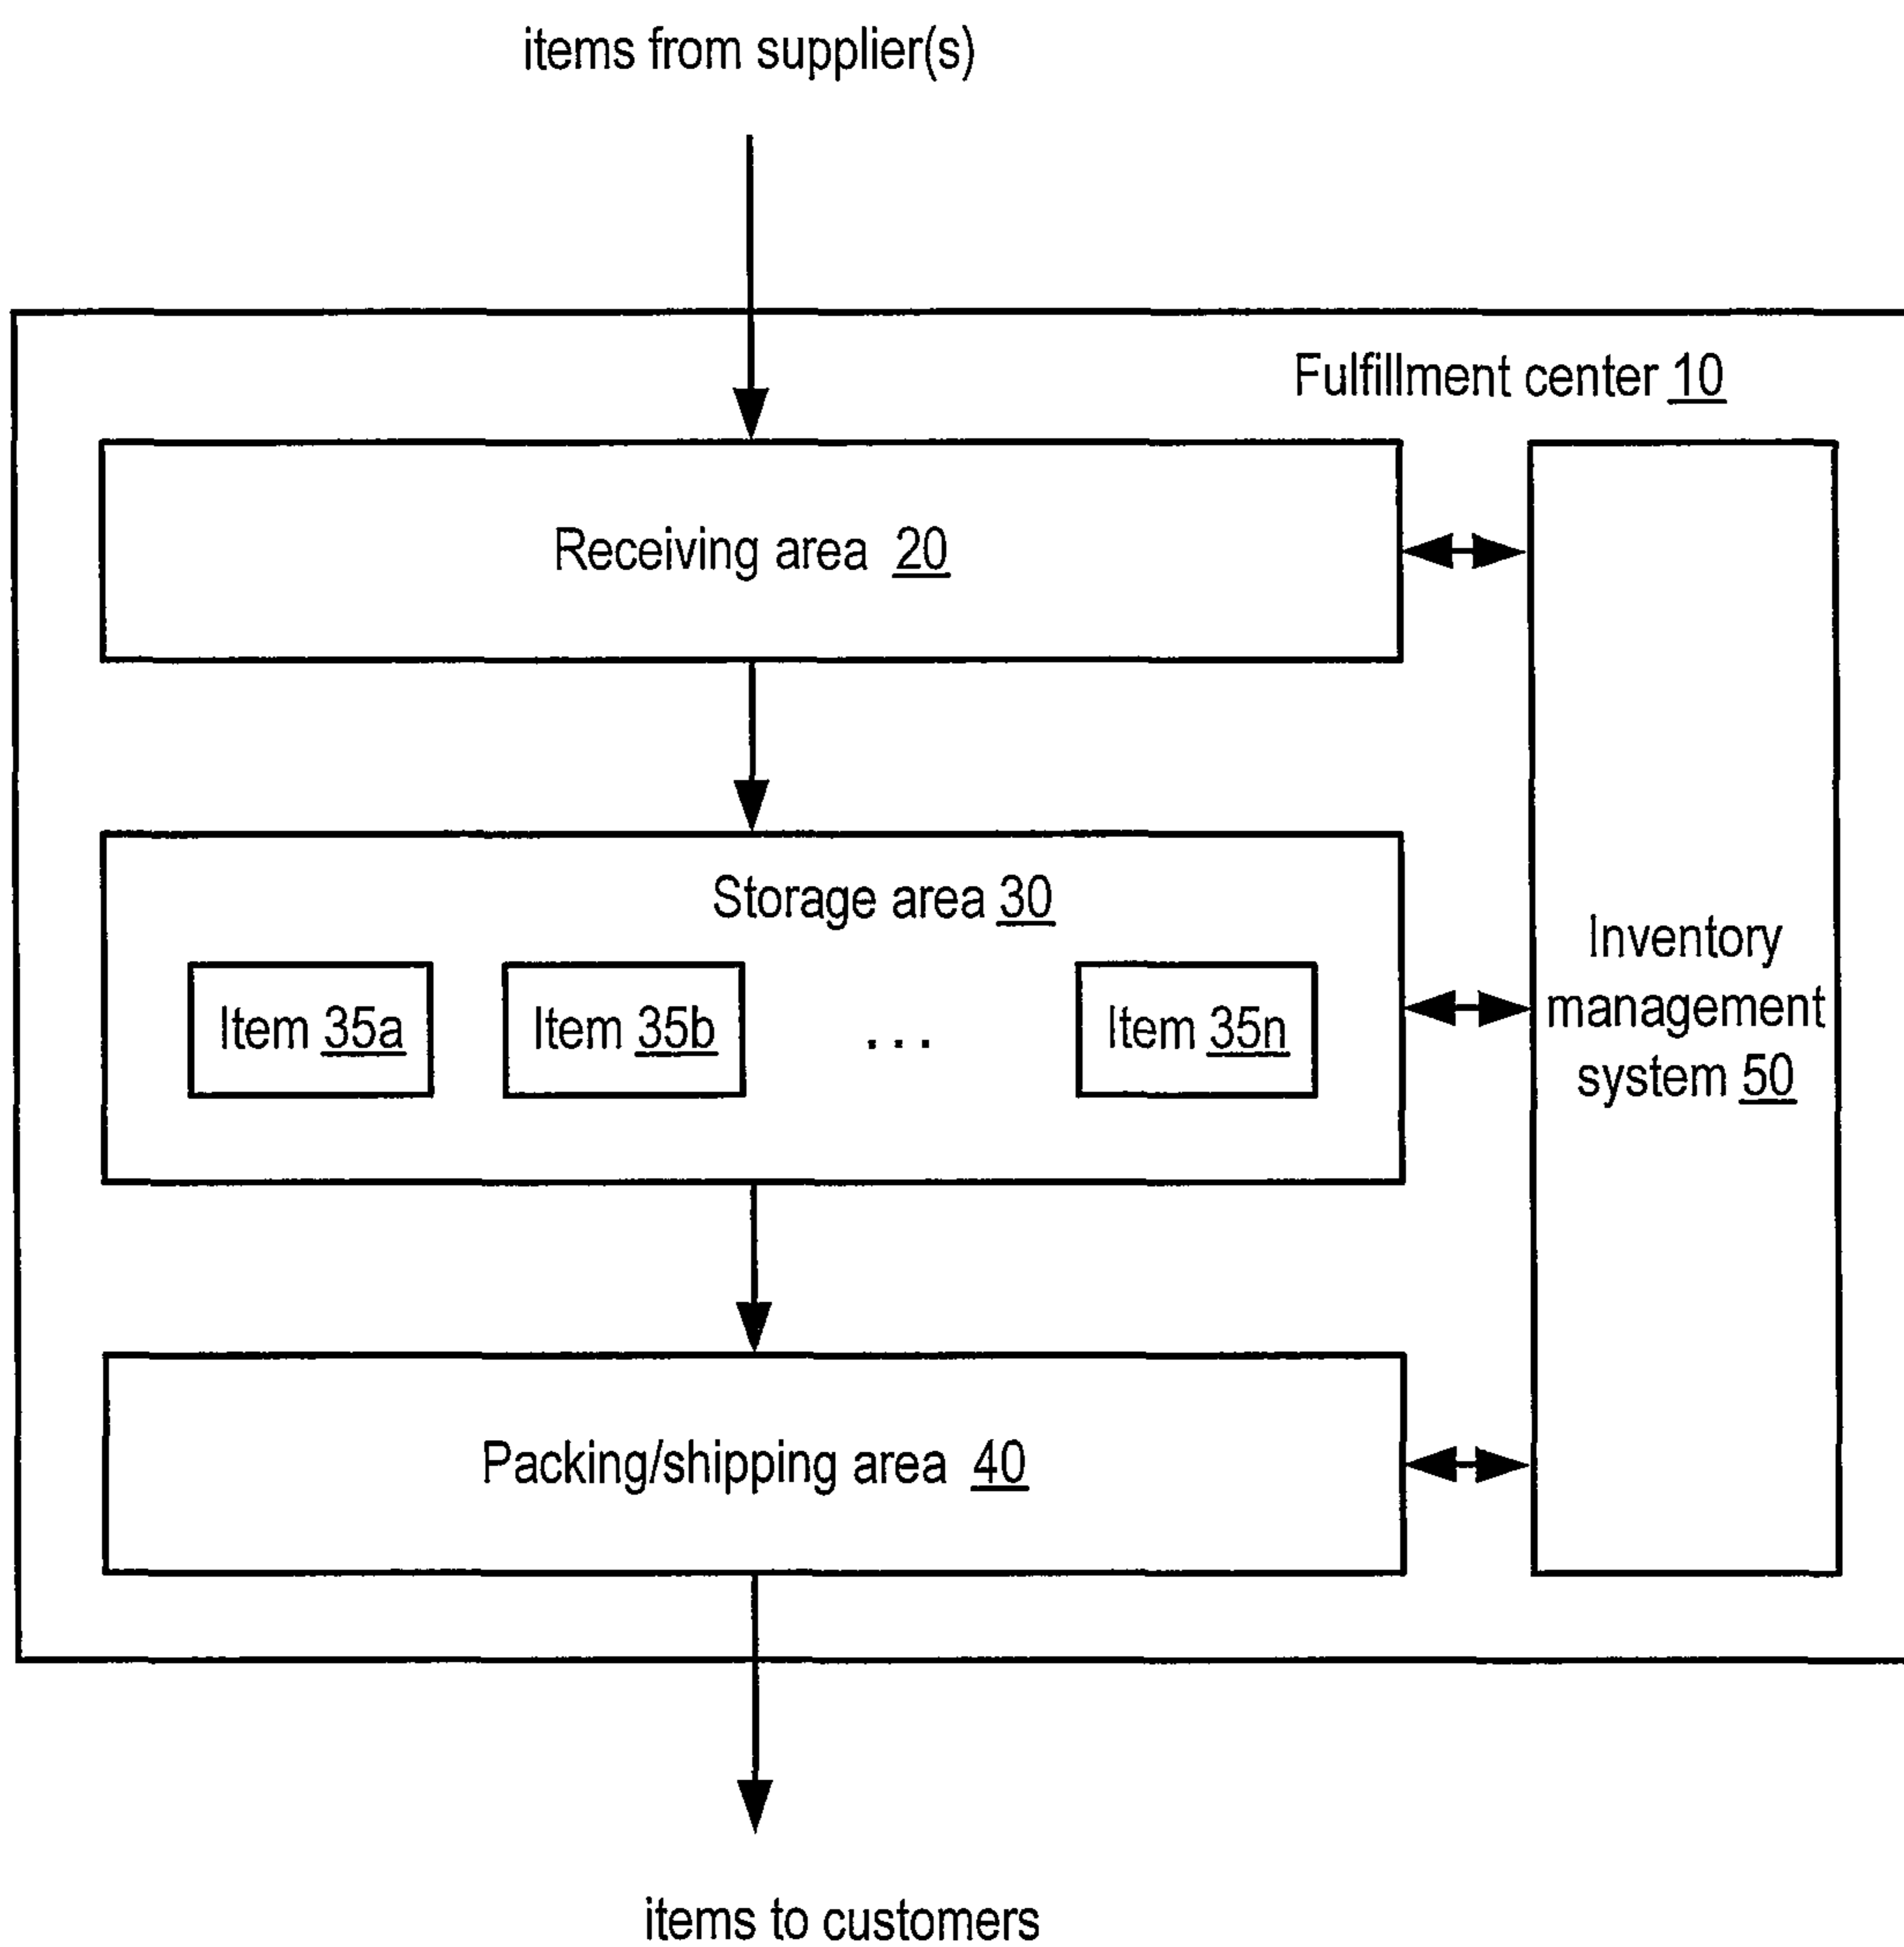 items from supplier(s)
Fulfillment center 10
Receiving area 20
Storage area 30
Item 35a
Item 35b
...
Item 35n
Inventory
management
system 50
Packing/shipping area 40
items to customers